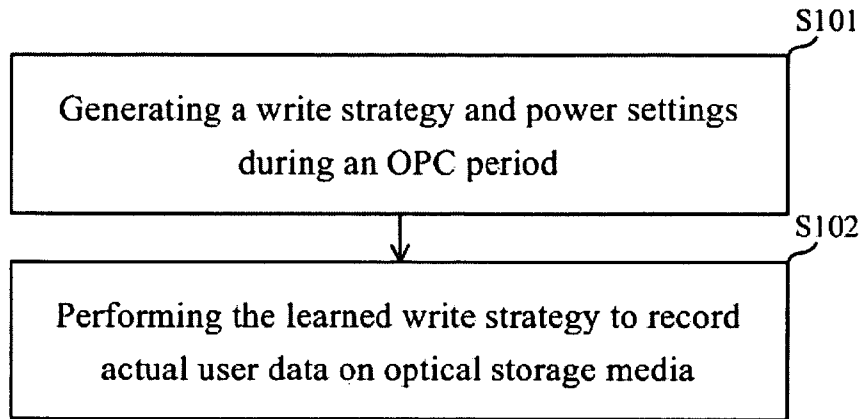 S101
Generating a write strategy and power settings
during an OPC period
S102
Performing the learned write strategy to record
actual user data on optical storage media